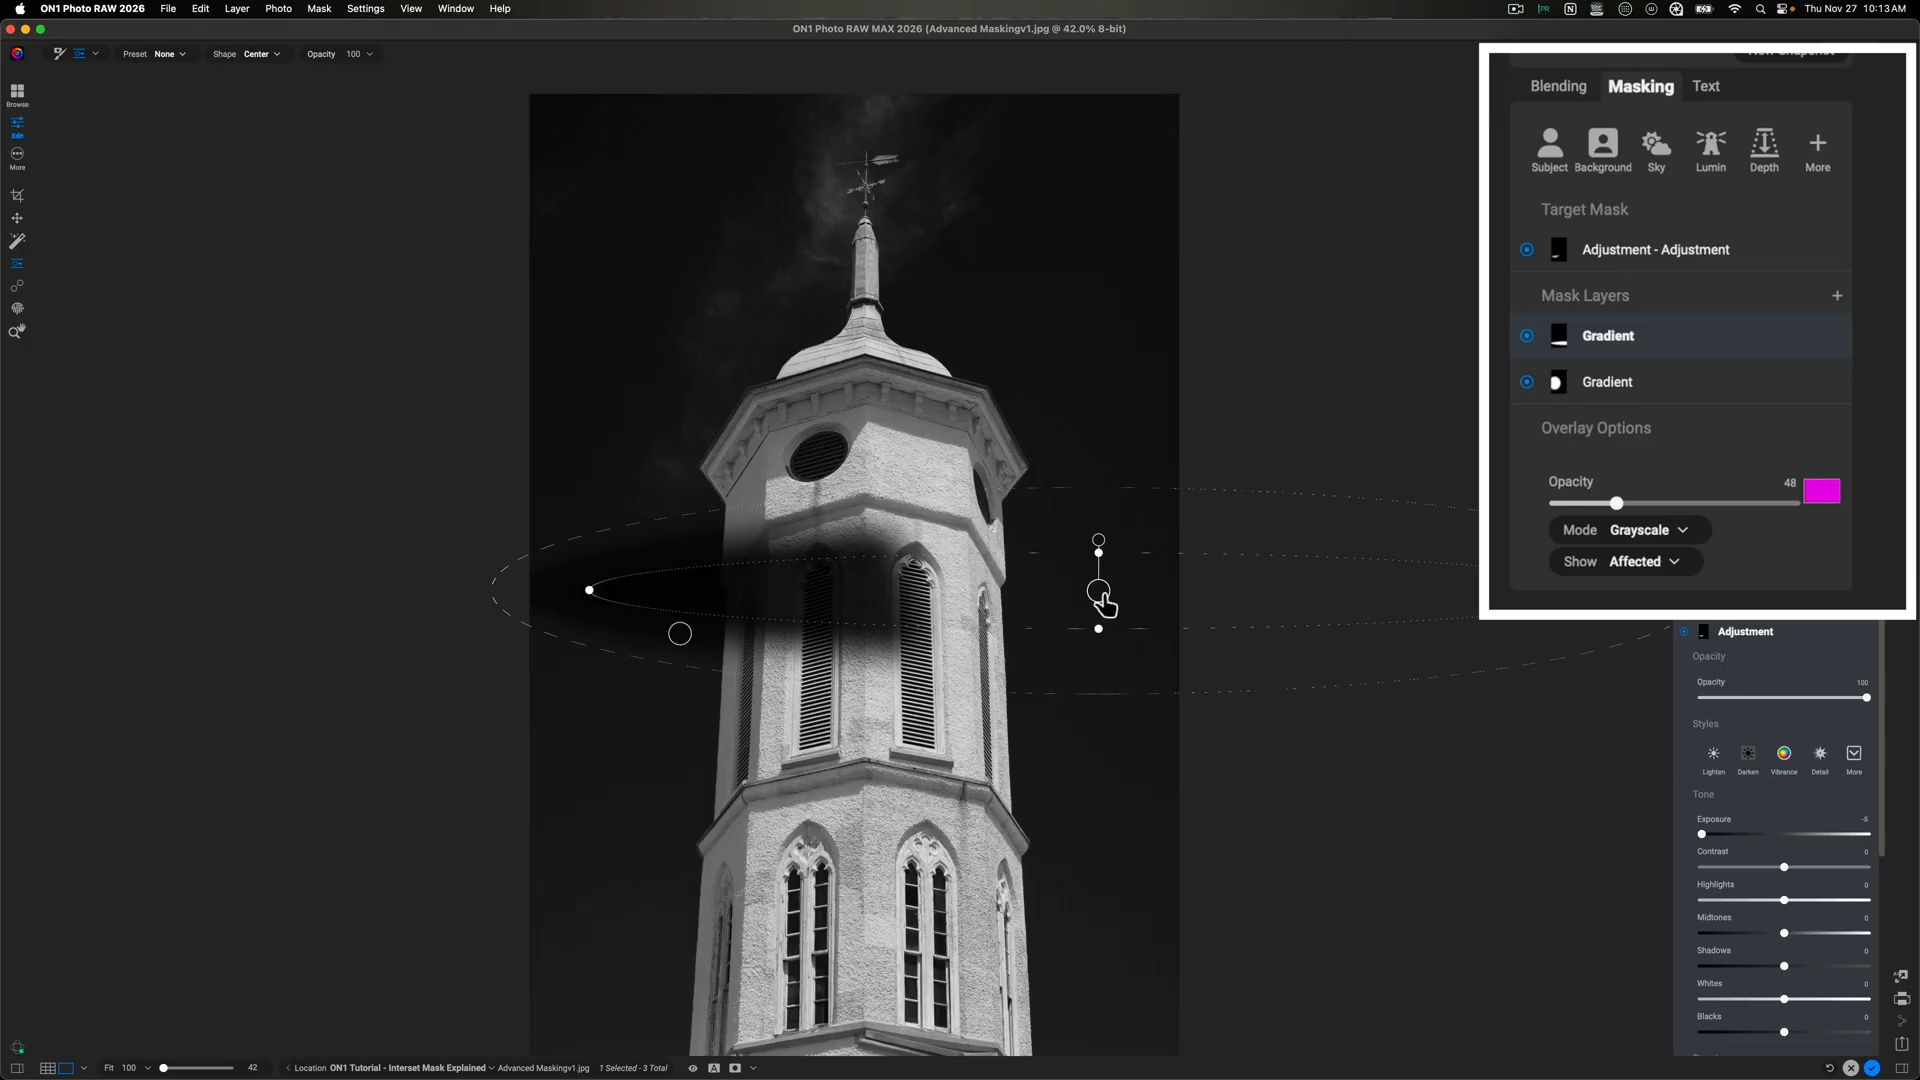 ON1 Photo RAW 2026 File Edit Layer Photo Mask Settings View Window Help
Thu Nov 27 10:13 AM
ON1 Photo RAW MAX 2026 (Advanced Maskingv1.jpg @ 42.0% 8-bit)
Preset None Shape Center Opacity 100
Browse
Edit
More
Blending Masking Text
Subject Background Sky Lumin Depth More
Target Mask
Adjustment - Adjustment
Mask Layers +
Gradient
Gradient
Overlay Options
Opacity 48
Mode Grayscale
Show Affected
Adjustment
Opacity
Opacity 100
Styles
Lighten Darken Vibrance Detail More
Tone
Exposure -5
Contrast 0
Highlights 0
Midtones 0
Shadows 0
Whites 0
Blacks 0
Fit 100 42 Location ON1 Tutorial - Interset Mask Explained Advanced Maskingv1.jpg 1 Selected - 3 Total